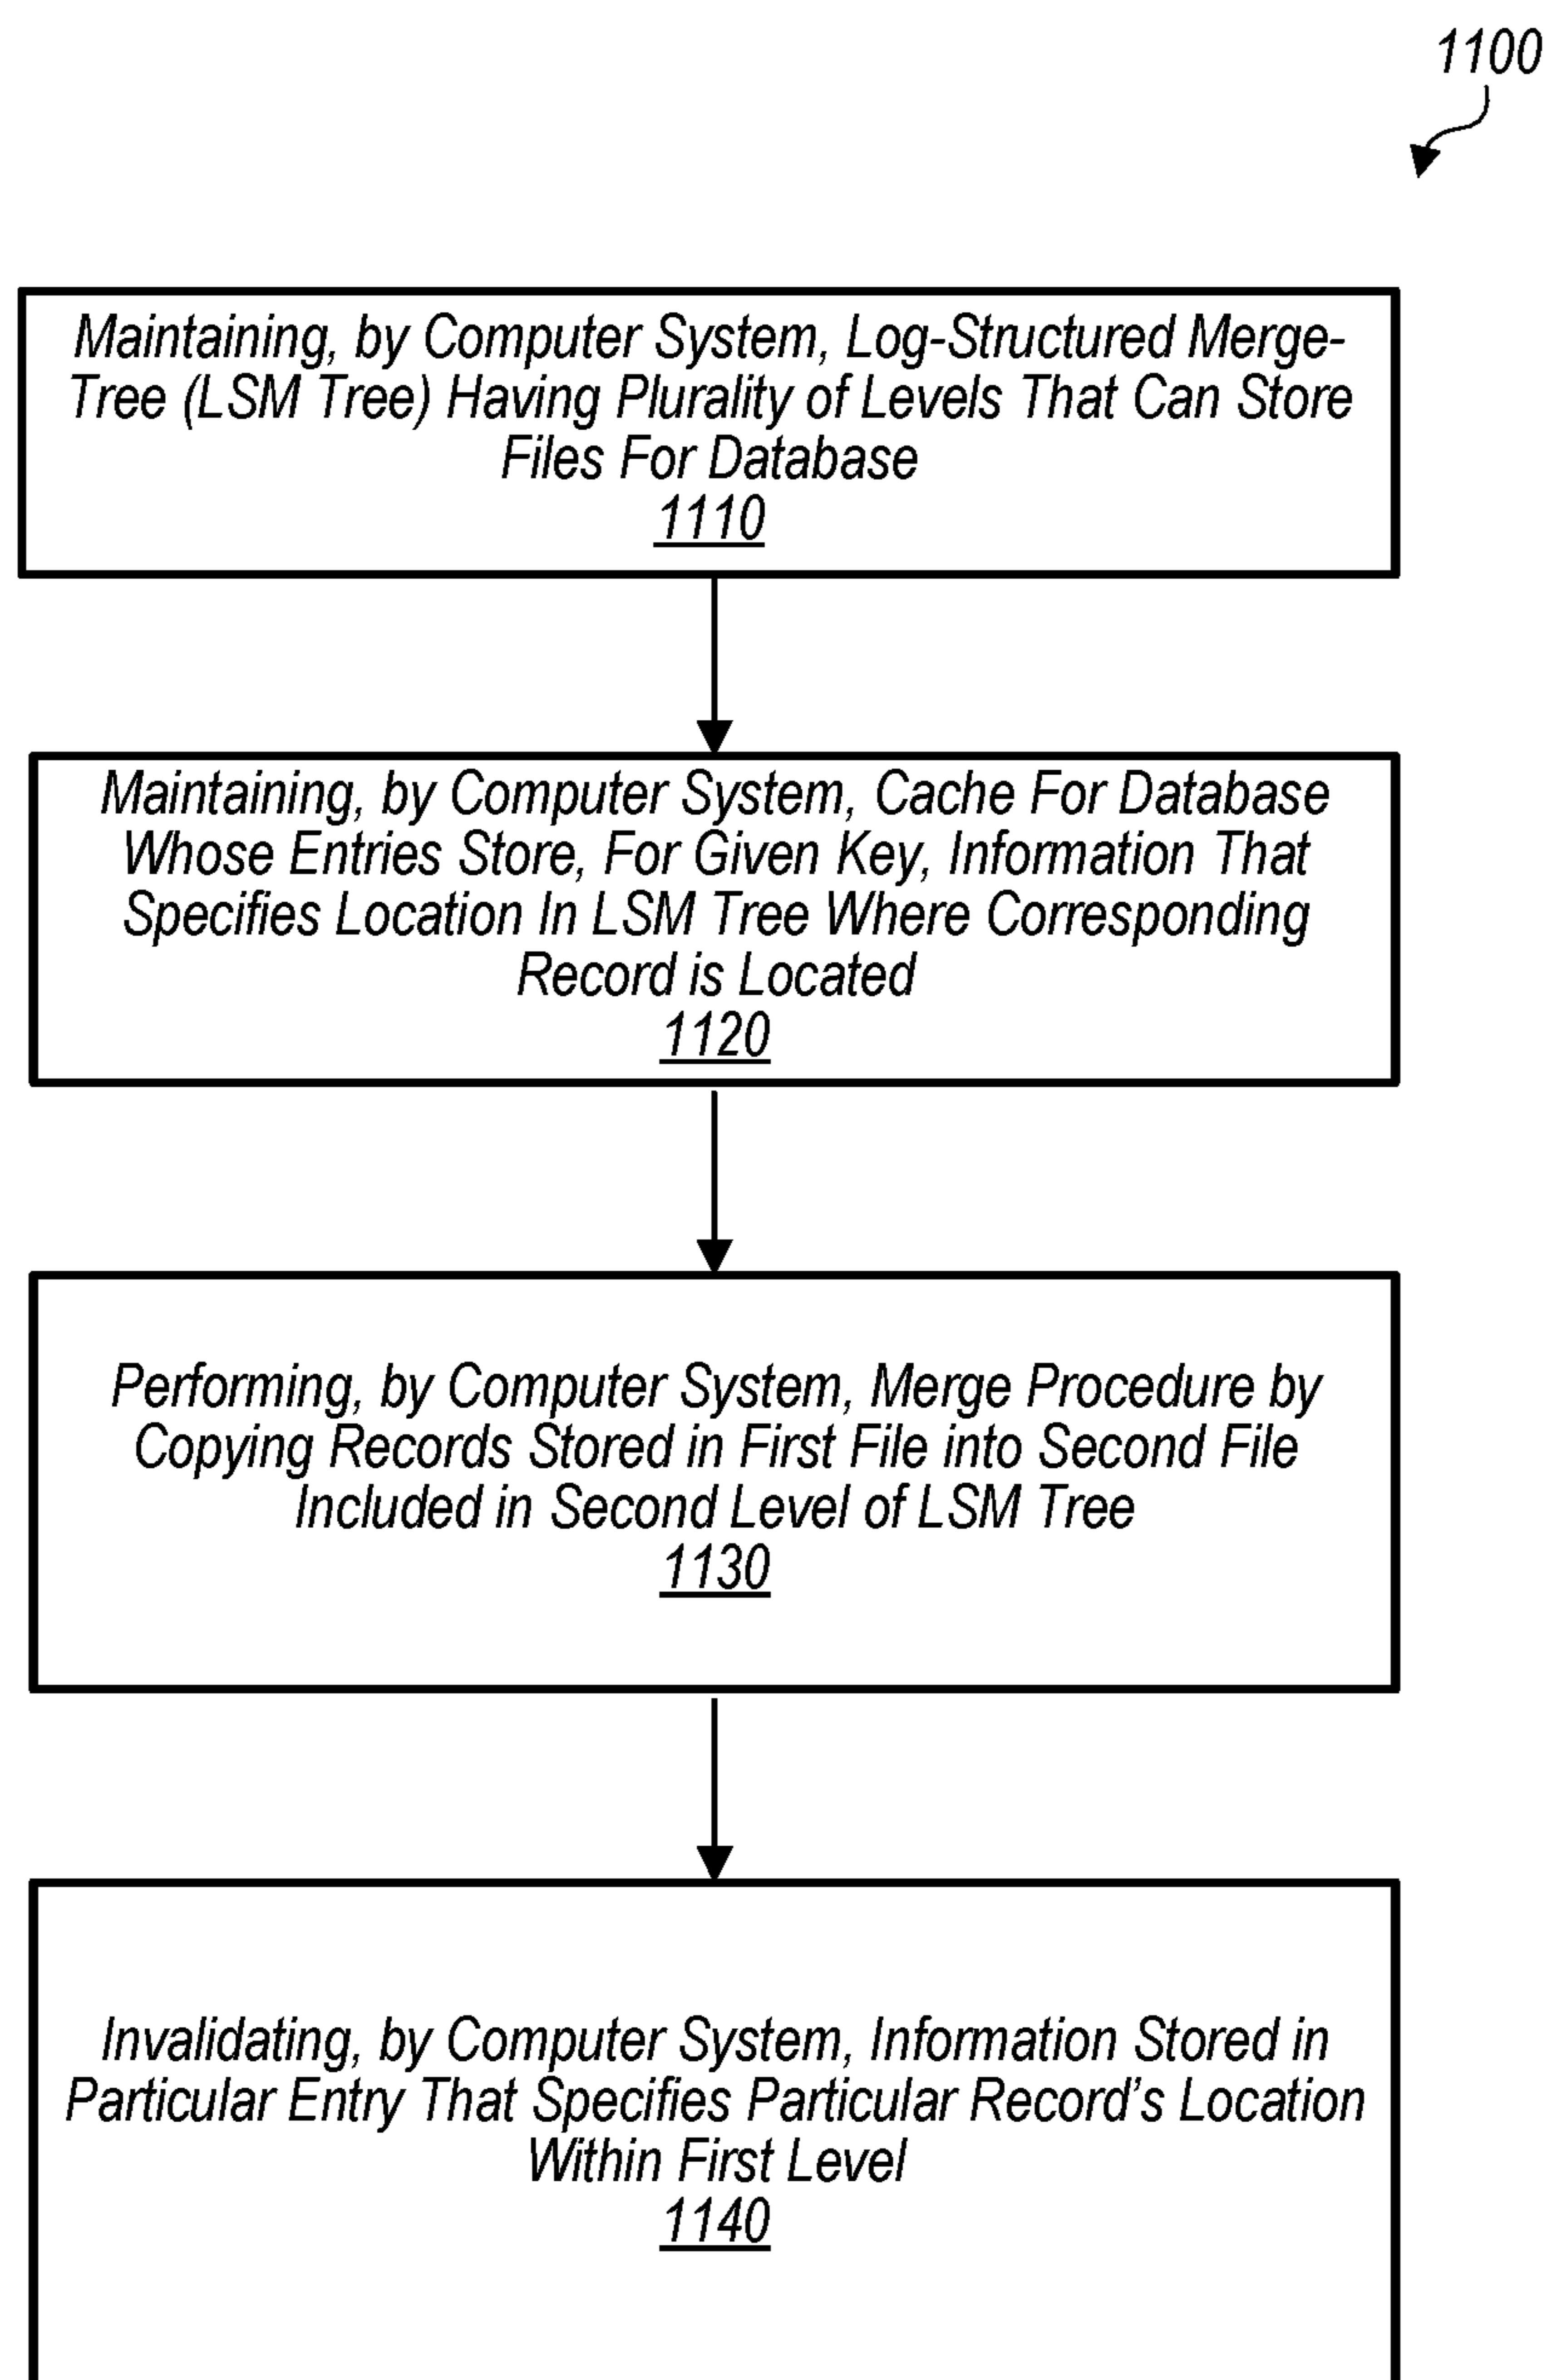 1100
Maintaining, by Computer System, Log-Structured Merge-
Tree (LSM Tree) Having Plurality of Levels That Can Store
Files For Database
1110
Maintaining, by Computer System, Cache For Database
Whose Entries Store, For Given Key, Information That
Specifies Location In LSM Tree Where Corresponding
Record is Located
1120
Performing, by Computer System, Merge Procedure by
Copying Records Stored in First File into Second File
Included in Second Level of LSM Tree
1130
Invalidating, by Computer System, Information Stored in
Particular Entry That Specifies Particular Record's Location
Within First Level
1140